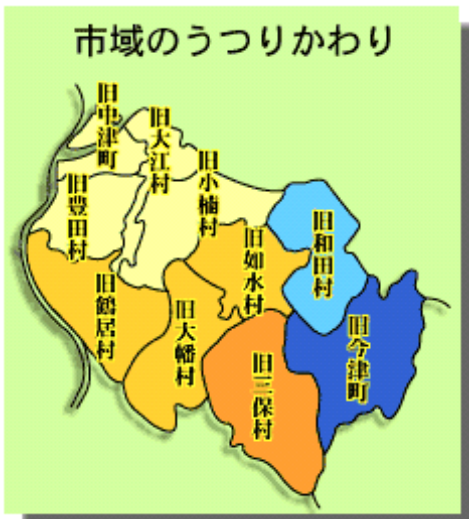 市域のうつりかわり
旧中津町
旧大江村
旧小楠村
旧豊田村
旧和田村
旧如水村
旧鶴居村
旧大幡村
旧今津町
旧三保村